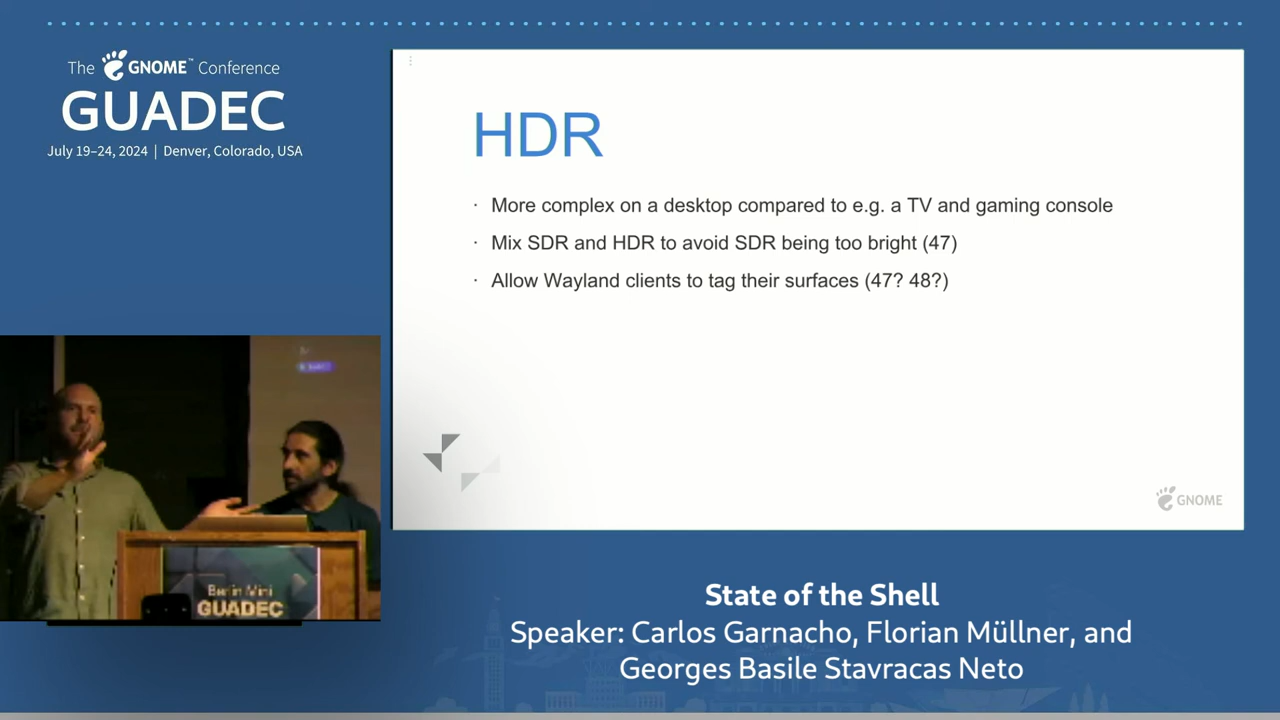 The GNOME™ Conference
GUADEC
July 19–24, 2024 | Denver, Colorado, USA
HDR
· More complex on a desktop compared to e.g. a TV and gaming console
· Mix SDR and HDR to avoid SDR being too bright (47)
· Allow Wayland clients to tag their surfaces (47? 48?)
GNOME
Berlin Mini
GUADEC
State of the Shell
Speaker: Carlos Garnacho, Florian Müllner, and
Georges Basile Stavracas Neto